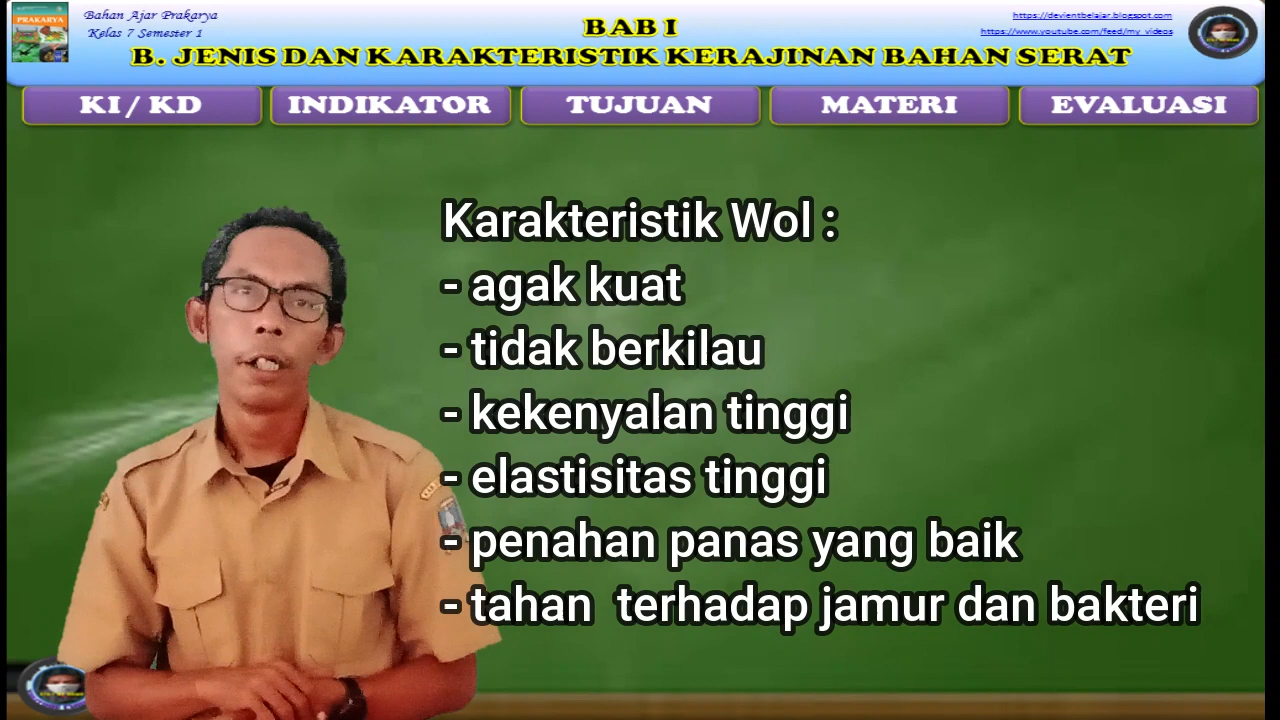 PRAKARYA
Bahan Ajar Prakarya
Kelas 7 Semester 1
BAB I
B. JENIS DAN KARAKTERISTIK KERAJINAN BAHAN SERAT
https://devientbelajar.blogspot.com
https://www.youtube.com/feed/my_videos
KI / KD
INDIKATOR
TUJUAN
MATERI
EVALUASI
Karakteristik Wol :
- agak kuat
- tidak berkilau
- kekenyalan tinggi
- elastisitas tinggi
- penahan panas yang baik
- tahan terhadap jamur dan bakteri